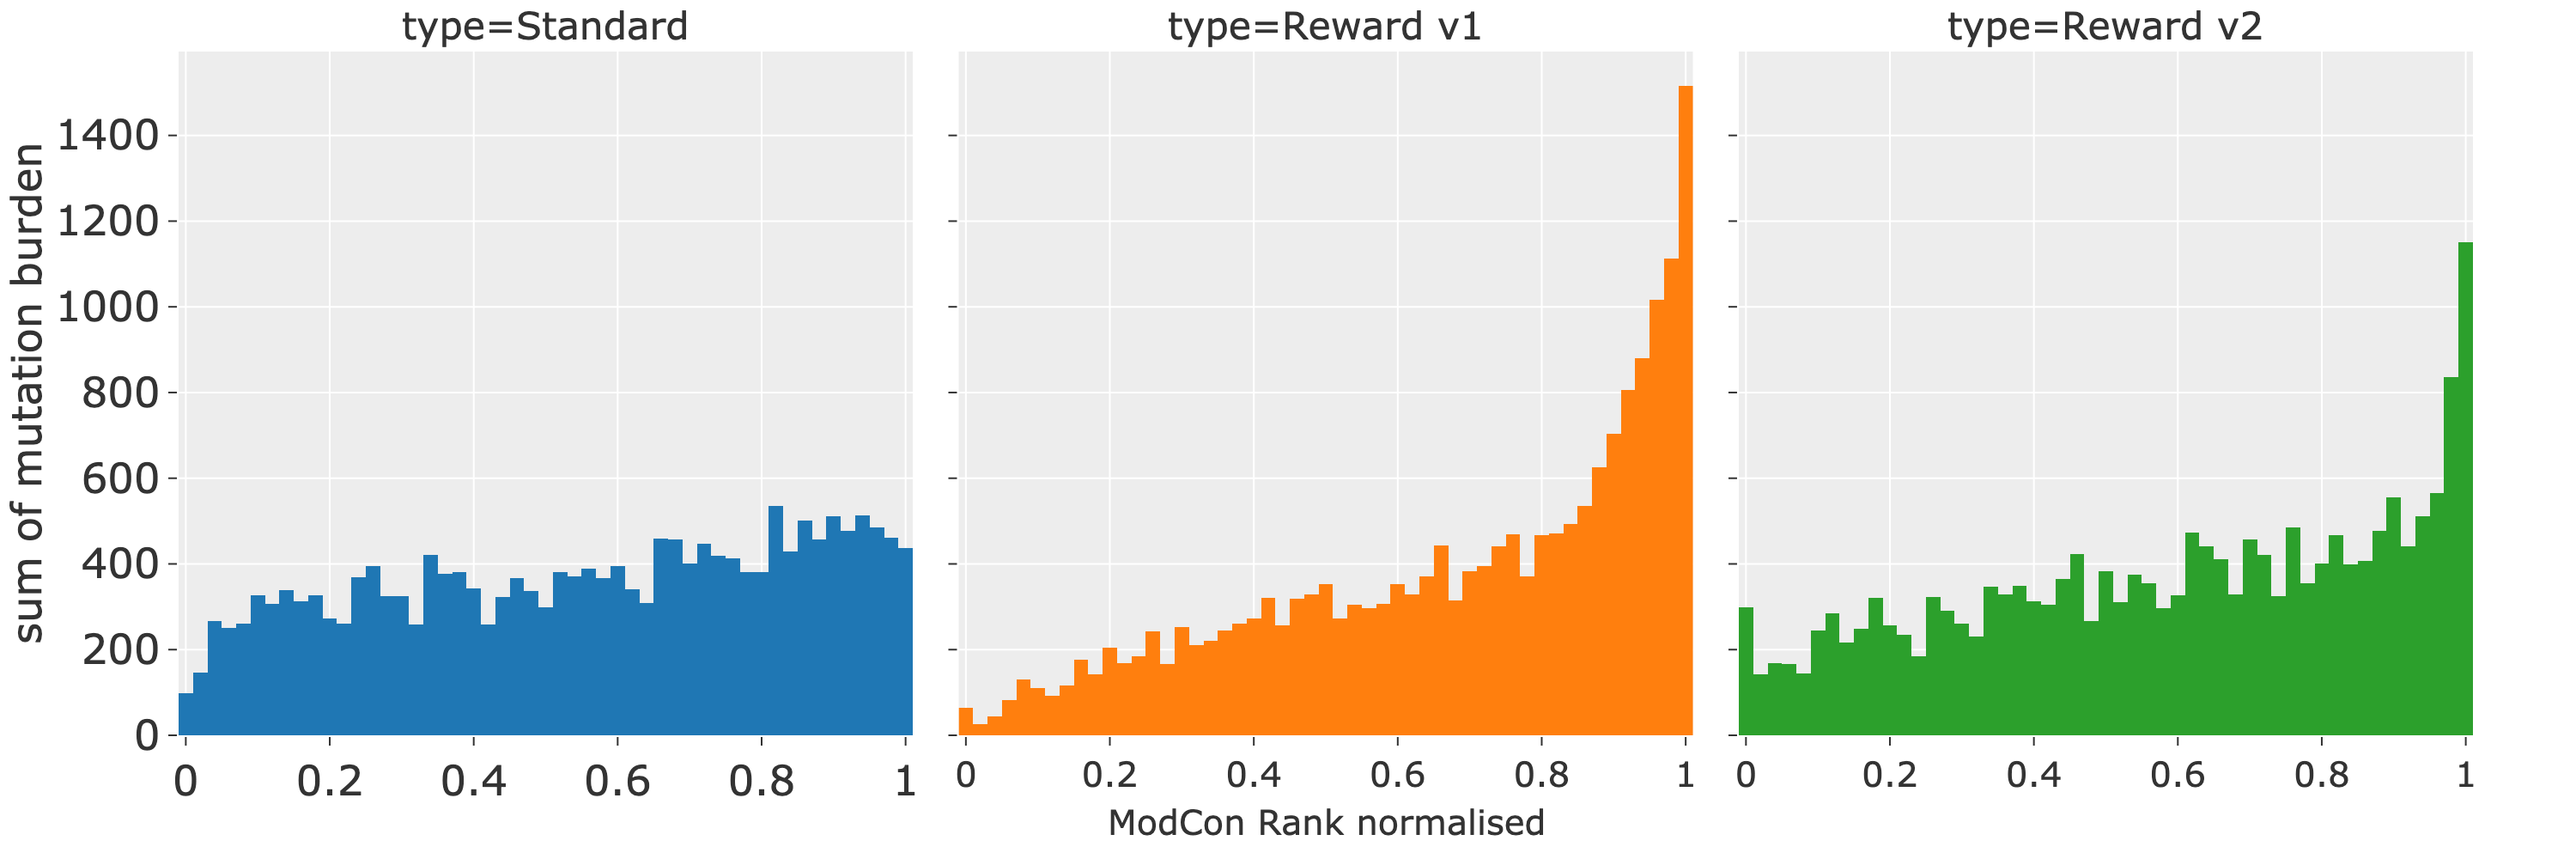 type=Standard
type=Reward v1
type=Reward v2
sum of mutation burden
1400
1200
1000
800
600
400
200
0
0 0.2 0.4 0.6 0.8 1
0 0.2 0.4 0.6 0.8 1
0 0.2 0.4 0.6 0.8 1
ModCon Rank normalised